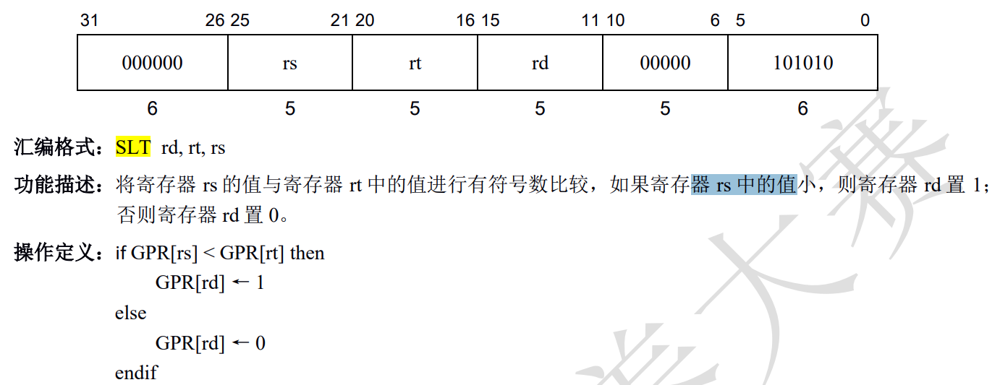 31 26 25 21 20 16 15 11 10 6 5 0
000000 rs rt rd 00000 101010
6 5 5 5 5 6
汇编格式：SLT rd, rt, rs
功能描述：将寄存器 rs 的值与寄存器 rt 中的值进行有符号数比较，如果寄存器 rs 中的值小，则寄存器 rd 置 1；
否则寄存器 rd 置 0。
操作定义：if GPR[rs] < GPR[rt] then
GPR[rd] ← 1
else
GPR[rd] ← 0
endif
大赛